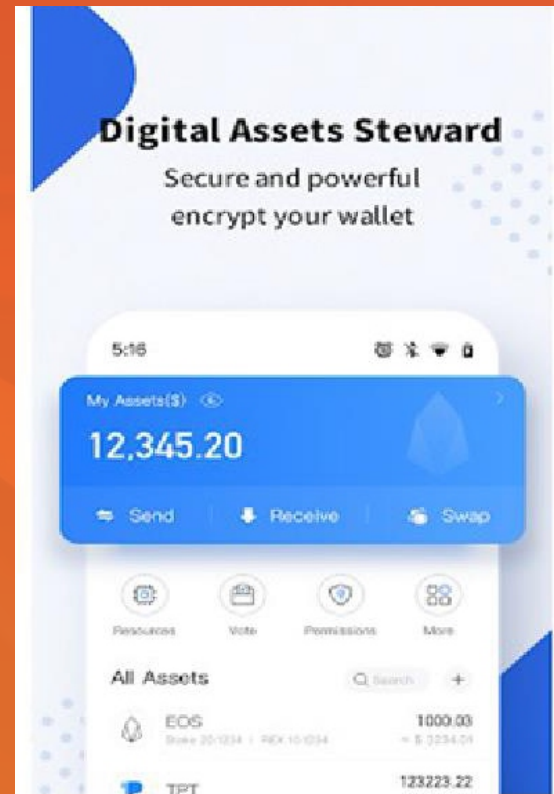 Digital Assets Steward
Secure and powerful
encrypt your wallet
5:16
My Assets($)
12,345.20
Send
Receive
Swap
Resources
Vote
Permissions
More
All Assets
Search
EOS
1000.03
TPT
123223.22